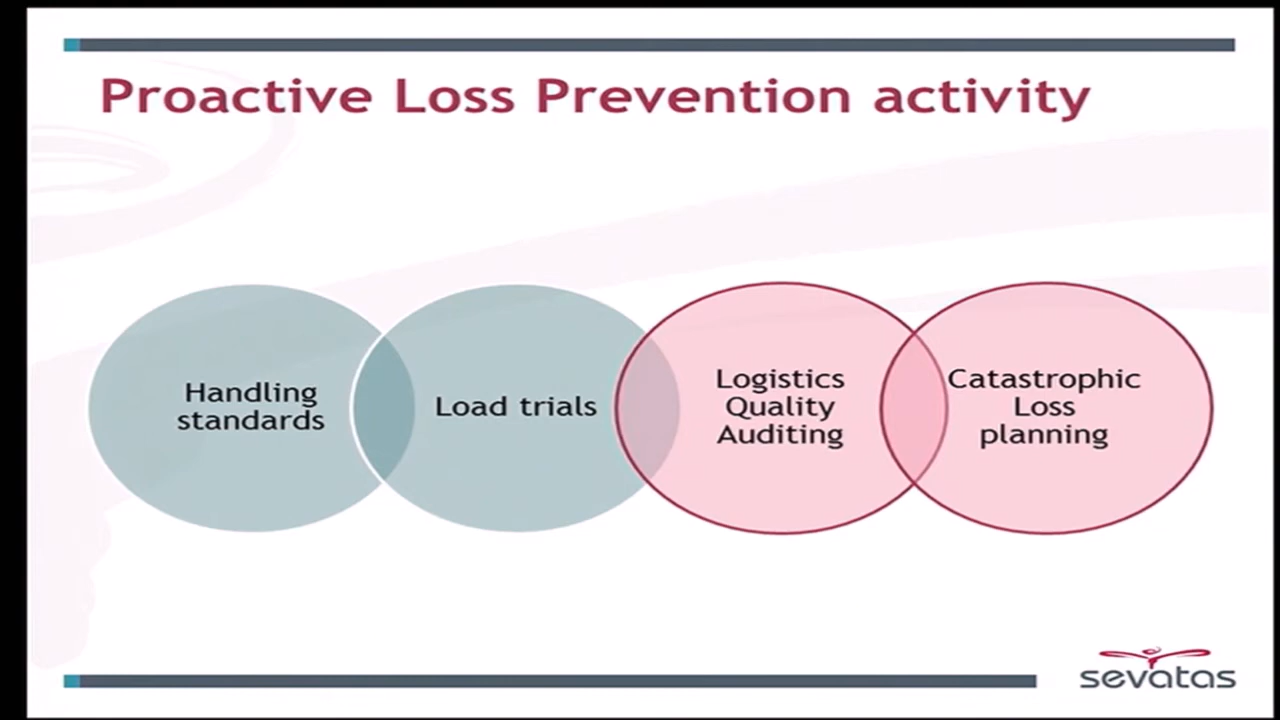 Proactive Loss Prevention activity
Handling
standards
Load trials
Logistics
Quality
Auditing
Catastrophic
Loss
planning
sevatas